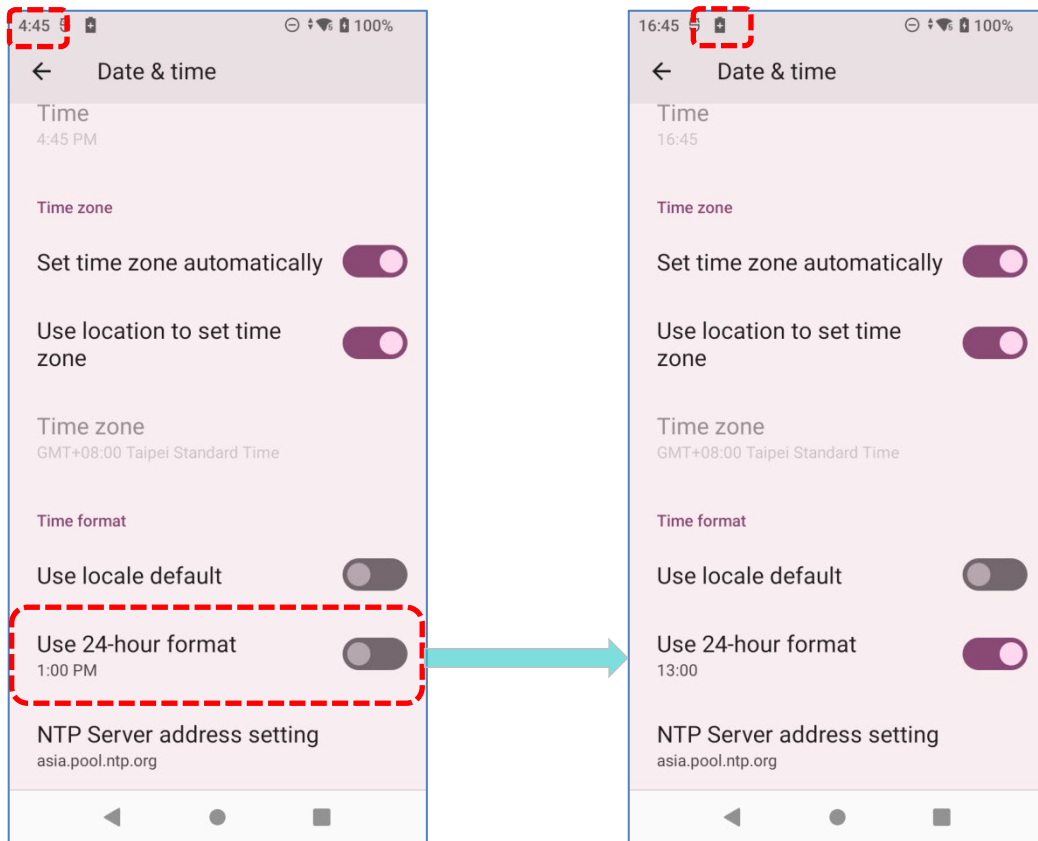 4:45
100%
Date & time
Time
4:45 PM
Time zone
Set time zone automatically
Use location to set time
zone
Time zone
GMT+08:00 Taipei Standard Time
Time format
Use locale default
Use 24-hour format
1:00 PM
NTP Server address setting
asia.pool.ntp.org
16:45
100%
Date & time
Time
16:45
Time zone
Set time zone automatically
Use location to set time
zone
Time zone
GMT+08:00 Taipei Standard Time
Time format
Use locale default
Use 24-hour format
13:00
NTP Server address setting
asia.pool.ntp.org